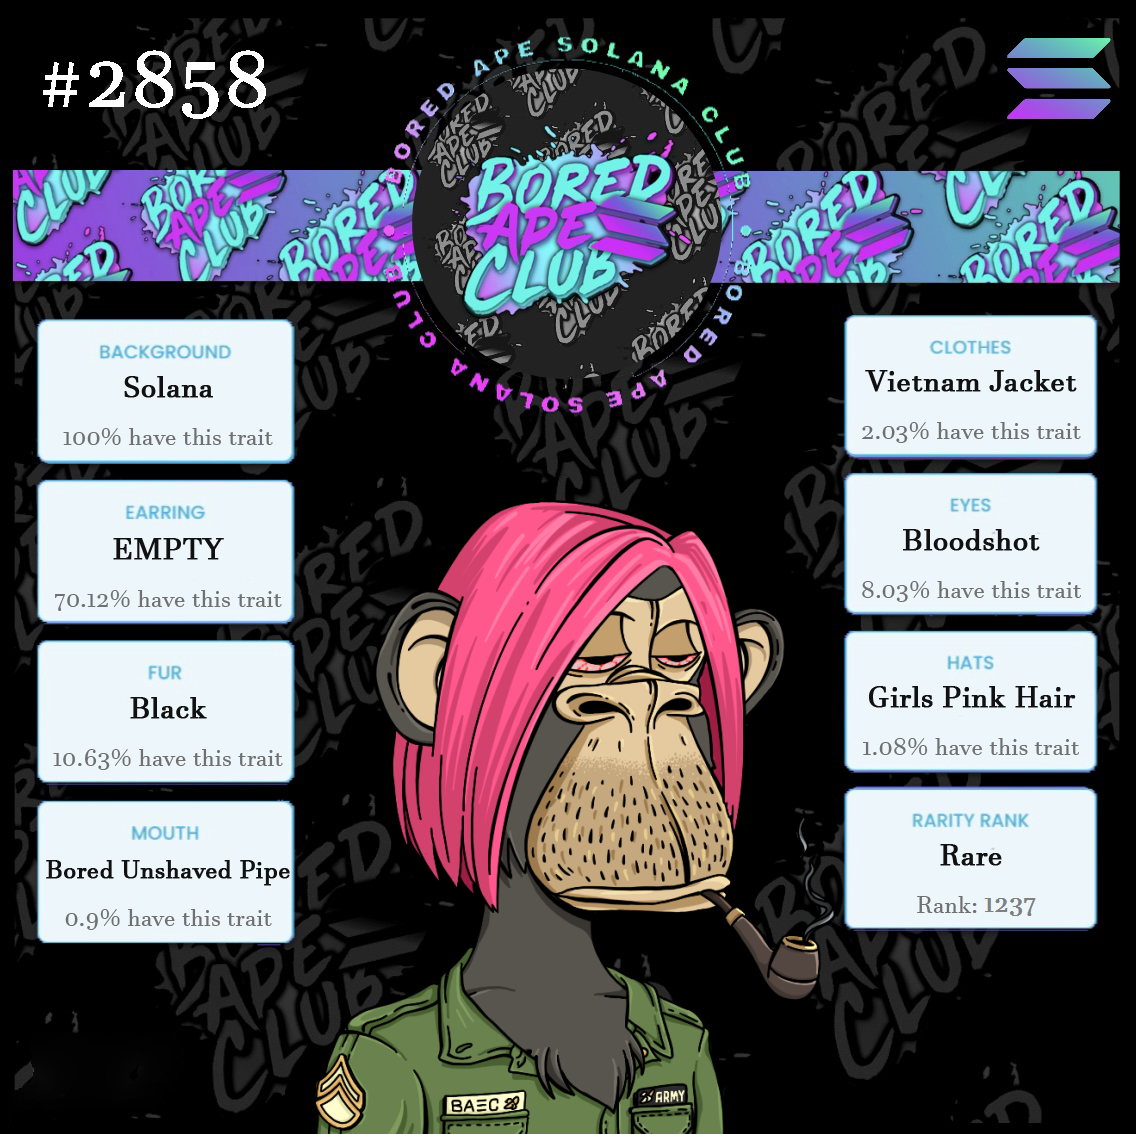 #2858
BORED APE SOLANA CLUB
BORED APE SOLANA CLUB
BORED
APE
CLUB
BACKGROUND
Solana
100% have this trait
EARRING
EMPTY
70.12% have this trait
FUR
Black
10.63% have this trait
MOUTH
Bored Unshaved Pipe
0.9% have this trait
CLOTHES
Vietnam Jacket
2.03% have this trait
EYES
Bloodshot
8.03% have this trait
HATS
Girls Pink Hair
1.08% have this trait
RARITY RANK
Rare
Rank: 1237
ARMY